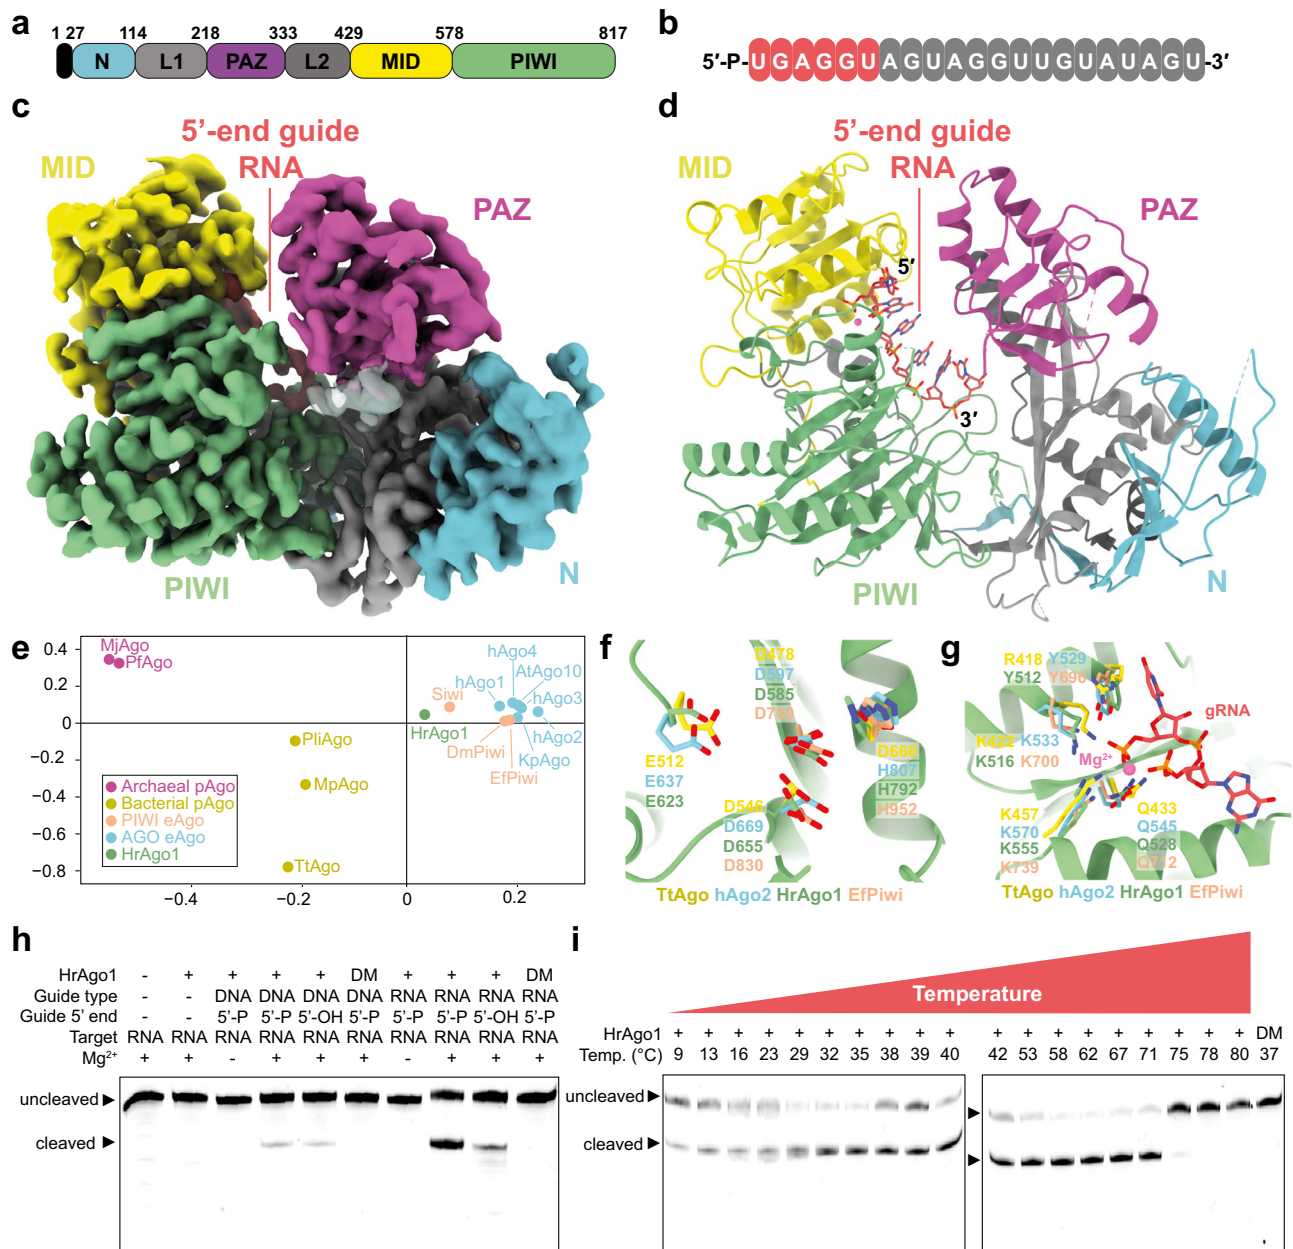 a
1 27 114 218 333 429 578 817
N L1 PAZ L2 MID PIWI
b
5′-P-UGAGGUAGUAGGUUGUAUAGU-3′
c
5’-end guide
RNA
MID
PAZ
PIWI
N
d
5’-end guide
RNA
MID
PAZ
5′
3′
PIWI
N
e
0.4
0.2
0
−0.2
−0.4
−0.6
−0.8
−0.4 −0.2 0 0.2
MjAgo
PfAgo
PliAgo
MpAgo
TtAgo
HrAgo1
Siwi
DmPiwi
EfPiwi
hAgo1
hAgo4
AtAgo10
hAgo3
hAgo2
KpAgo
Archaeal pAgo
Bacterial pAgo
PIWI eAgo
AGO eAgo
HrAgo1
f
D478
D597
D585
D760
E512
E637
E623
D660
H807
H792
H952
D546
D669
D655
D830
TtAgo hAgo2 HrAgo1 EfPiwi
g
R418 Y529
Y512 Y696
K422 K533
K516 K700
Mg2+
gRNA
K457
K570
K555
K739
Q433
Q545
Q528
Q712
TtAgo hAgo2 HrAgo1 EfPiwi
h
HrAgo1 - + + + + DM + + + DM
Guide type - - DNA DNA DNA DNA RNA RNA RNA RNA
Guide 5’ end - - 5’-P 5’-P 5’-OH 5’-P 5’-P 5’-P 5’-OH 5’-P
Target RNA RNA RNA RNA RNA RNA RNA RNA RNA RNA
Mg2+ + + - + + + - + + +
uncleaved
cleaved
i
Temperature
HrAgo1 + + + + + + + + + + + + + + + + + + + DM
Temp. (°C) 9 13 16 23 29 32 35 38 39 40 42 53 58 62 67 71 75 78 80 37
uncleaved
cleaved